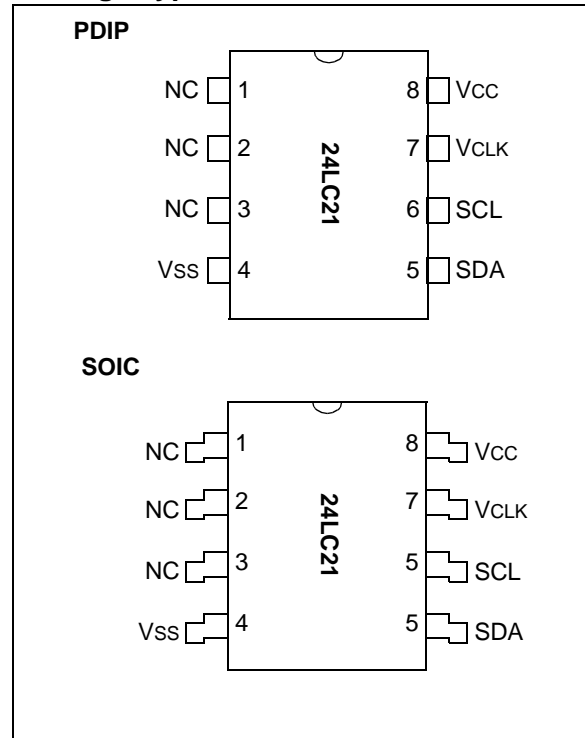 PDIP
NC 1 8 VCC
NC 2 7 VCLK
24LC21
NC 3 6 SCL
VSS 4 5 SDA
SOIC
NC 1 8 VCC
NC 2 7 VCLK
24LC21
NC 3 5 SCL
VSS 4 5 SDA